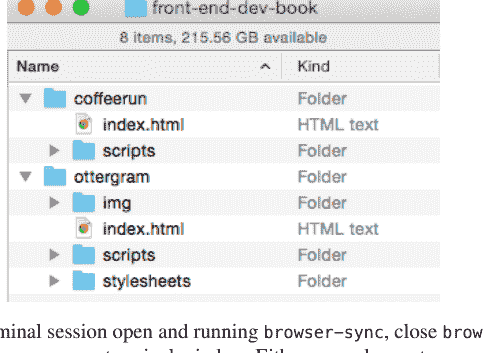 front-end-dev-book
8 items, 215.56 GB available
Name Kind
coffeerun Folder
index.html HTML text
scripts Folder
ottergram Folder
img Folder
index.html HTML text
scripts Folder
stylesheets Folder
minal session open and running browser-sync, close brow